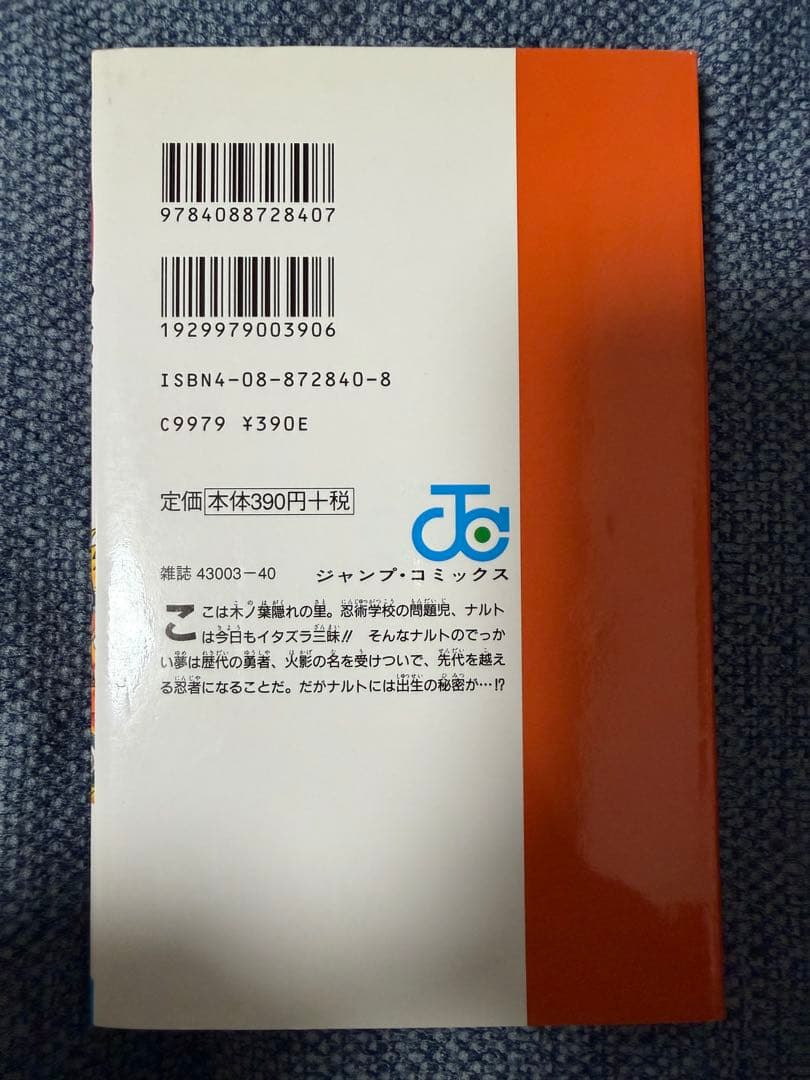 9784088728407
1929979003906
ISBN4-08-872840-8
C9979 ¥390E
定価 本体390円+税
雑誌 43003-40
ジャンプ・コミックス
ここは木ノ葉隠れの里。忍術学校の問題児、ナルト
は今日もイタズラ三昧!! そんなナルトのでっか
い夢は歴代の勇者、火影の名を受けついで、先代を越え
る忍者になることだ。だがナルトには出生の秘密が…!?